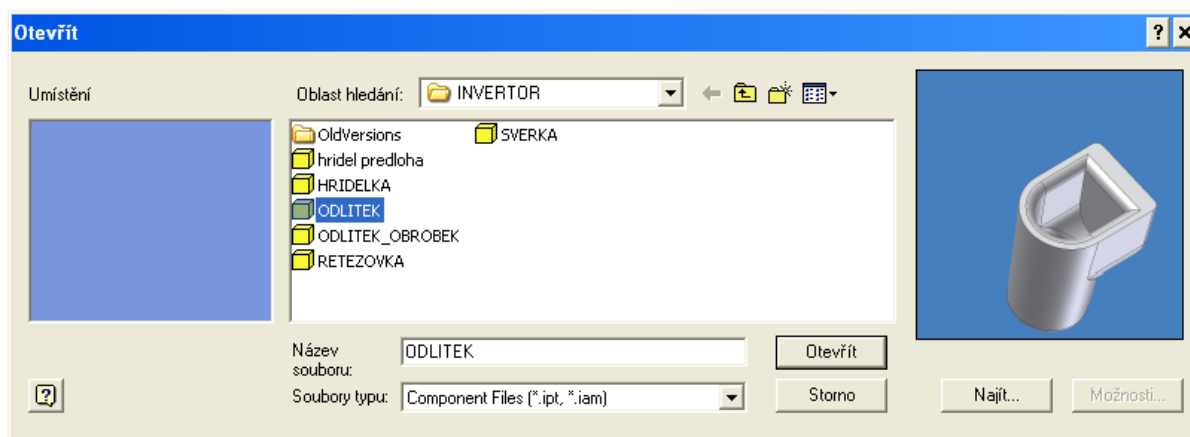 Otevřít
Umístění
Oblast hledání: INVERTOR
OldVersions SVERKA
hridel predloha
HRIDELKA
ODLITEK
ODLITEK_OBROBEK
RETEZOVKA
Název souboru: ODLITEK Otevřít
Soubory typu: Component Files (*.ipt, *.iam) Storno Najít... Možnosti...